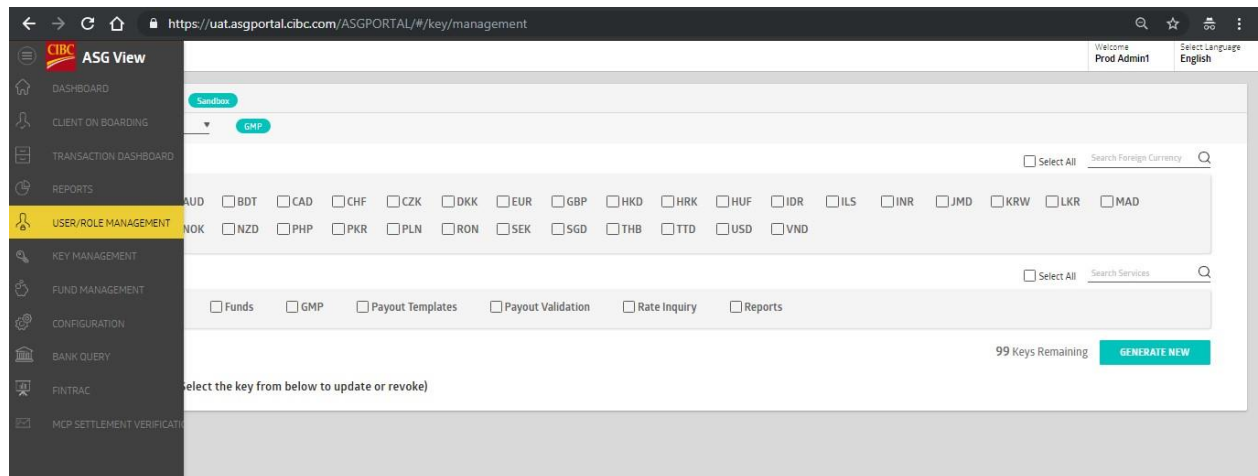 https://uat.asgportal.cibc.com/ASGPORTAL/#/key/management
CIBC ASG View
Welcome
Prod Admin1
Select Language
English
DASHBOARD
Sandbox
CLIENT ON BOARDING
GMP
TRANSACTION DASHBOARD
Select All Search Foreign Currency
REPORTS
AUD BDT CAD CHF CZK DKK EUR GBP HKD HRK HUF IDR ILS INR JMD KRW LKR MAD
USER/ROLE MANAGEMENT
NOK NZD PHP PKR PLN RON SEK SGD THB TTD USD VND
KEY MANAGEMENT
Select All Search Services
FUND MANAGEMENT
Funds GMP Payout Templates Payout Validation Rate Inquiry Reports
CONFIGURATION
BANK QUERY
99 Keys Remaining GENERATE NEW
FINTRAC
elect the key from below to update or revoke)
MCP SETTLEMENT VERIFICATI